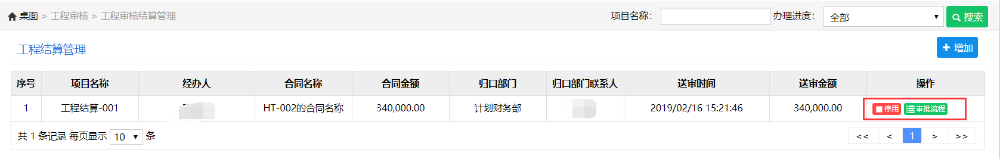 桌面 > 工程审核 > 工程审核结算管理 项目名称： 办理进度： 全部 搜索
工程结算管理 增加
序号 项目名称 经办人 合同名称 合同金额 归口部门 归口部门联系人 送审时间 送审金额 操作
1 工程结算-001 HT-002的合同名称 340,000.00 计划财务部 2019/02/16 15:21:46 340,000.00 停用 审批流程
共 1 条记录 每页显示 10 条 << < 1 > >>